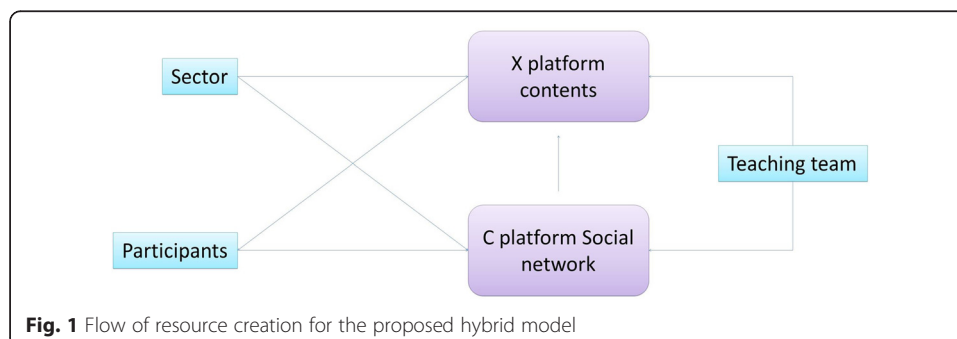 Sector
X platform
contents
Teaching team
Participants
C platform Social
network
Fig. 1 Flow of resource creation for the proposed hybrid model